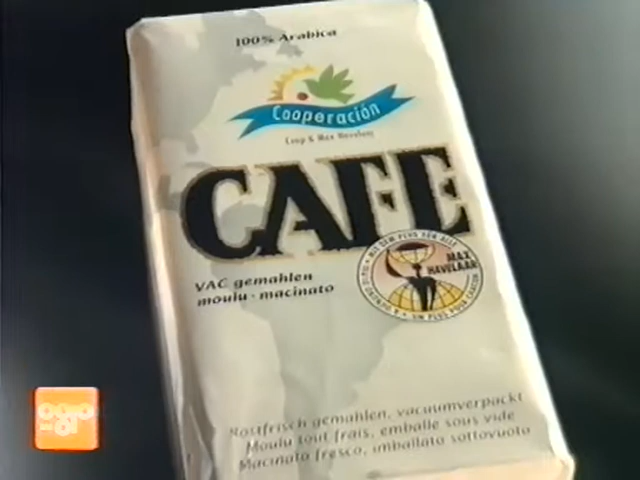 100% Arabica
Cooperación
Coop & Max Havelaar
CAFE
MAX
HAVELAAR
VAC gemahlen
moulu - macinato
Röstfrisch gemahlen, vacuumverpackt
Moulu tout frais, emballé sous vide
Macinato fresco, imballato sottovuoto